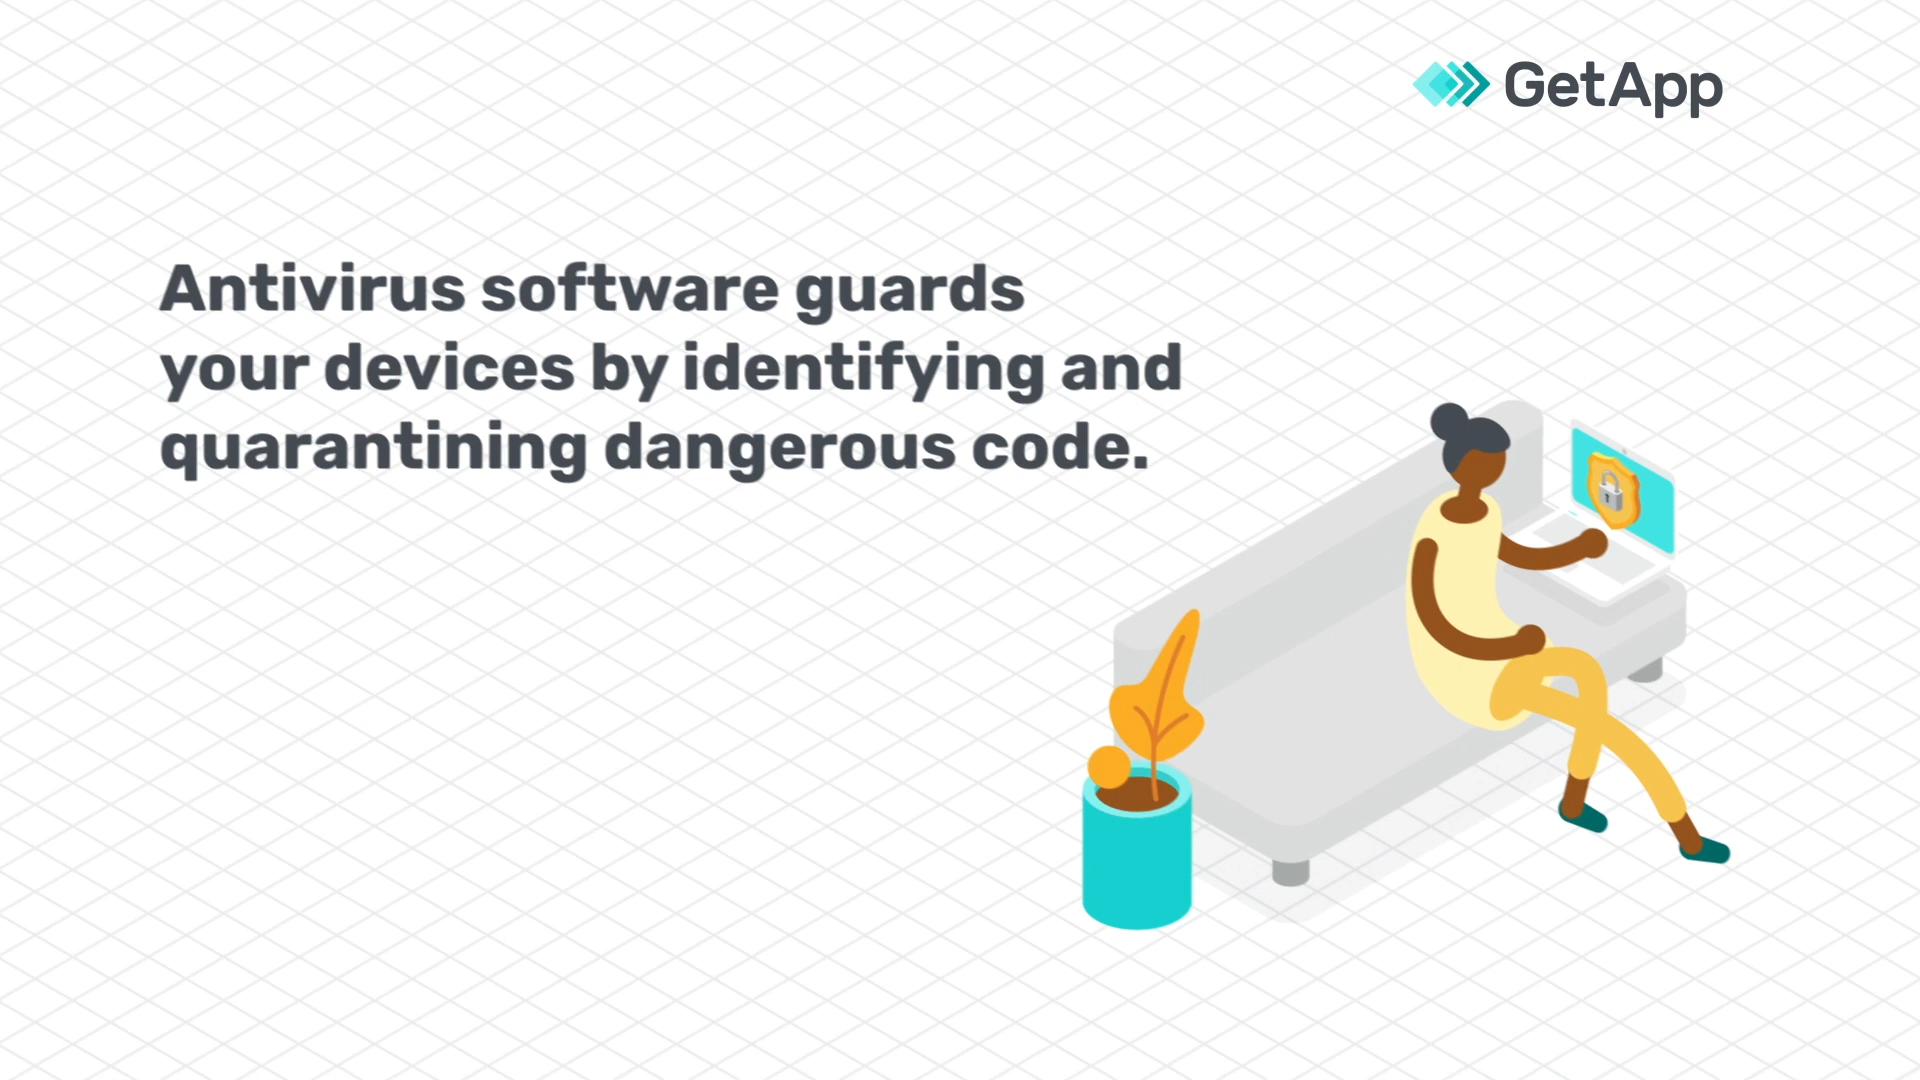 GetApp
Antivirus software guards
your devices by identifying and
quarantining dangerous code.